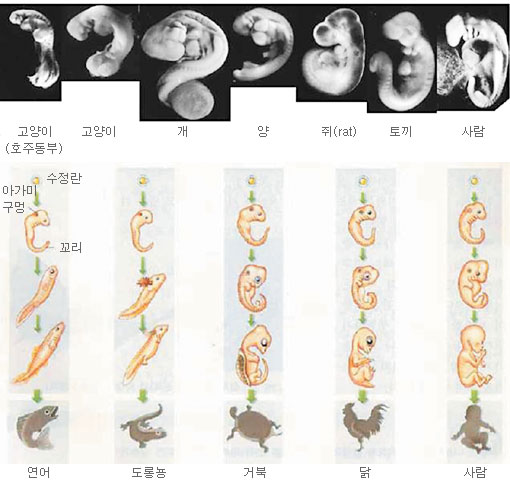 고양이
(호주동부)
고양이
개
양
쥐(rat)
토끼
사람
수정란
아가미
구멍
꼬리
연어
도롱뇽
거북
닭
사람